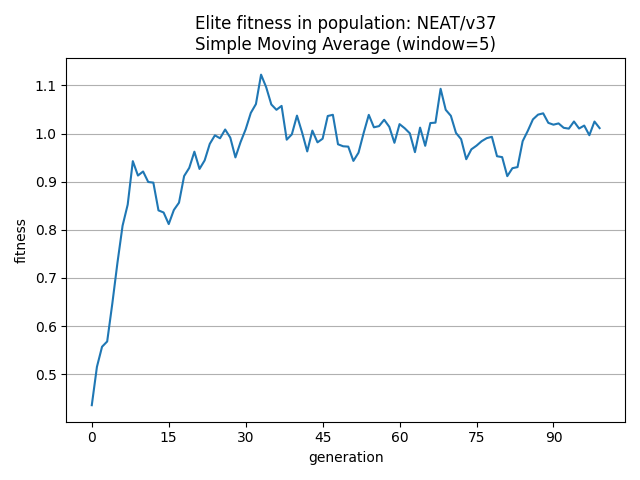 Elite fitness in population: NEAT/v37
Simple Moving Average (window=5)
1.1
1.0
0.9
0.8
0.7
0.6
0.5
fitness
0 15 30 45 60 75 90
generation